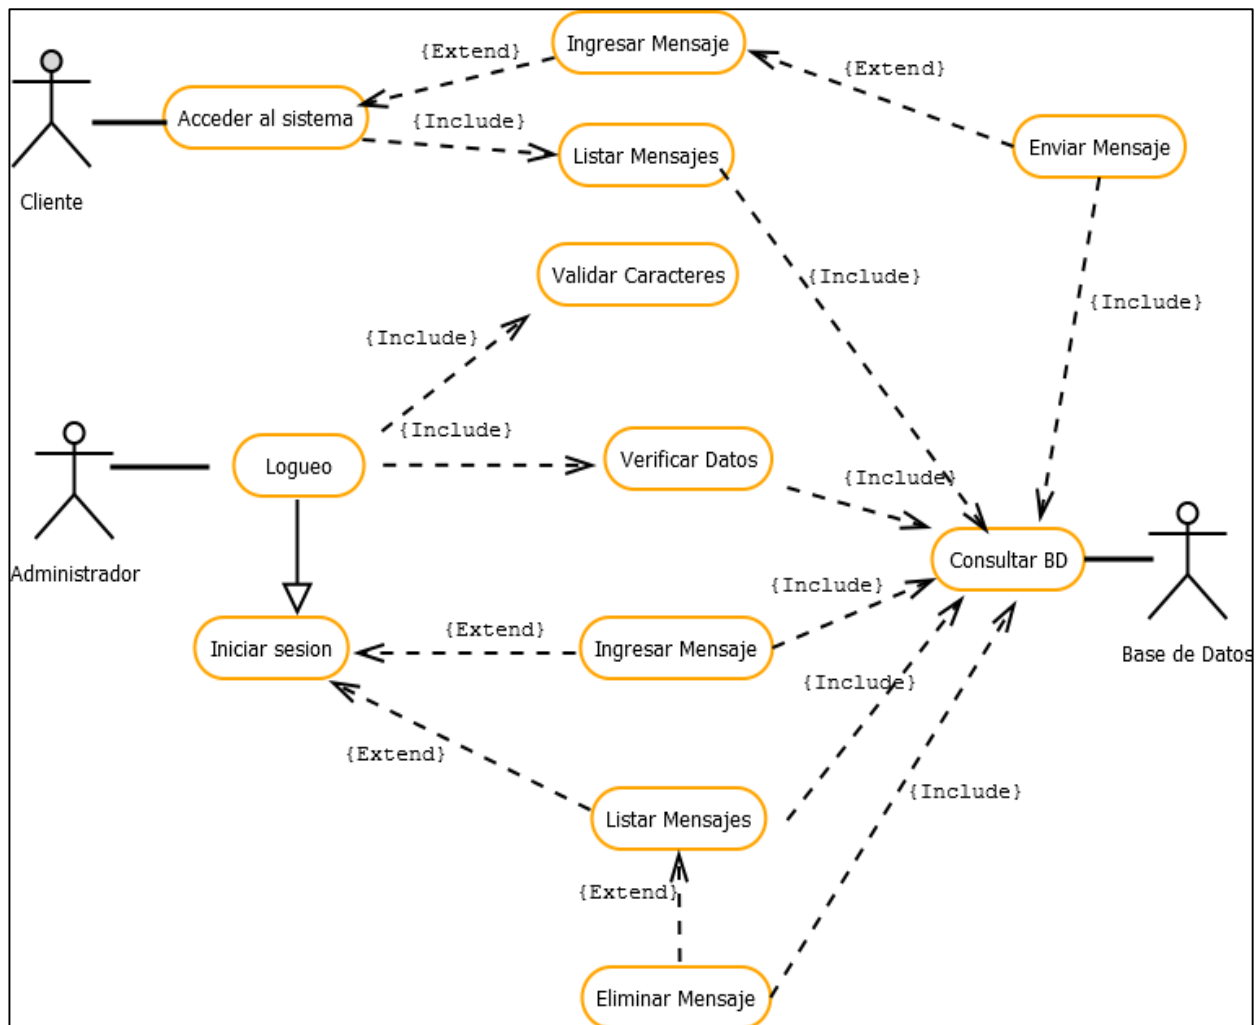 Ingresar Mensaje
{Extend}
{Extend}
Acceder al sistema
{Include}
Listar Mensajes
Enviar Mensaje
Cliente
Validar Caracteres
{Include}
{Include}
{Include}
{Include}
Logueo
Verificar Datos
{Include}
Administrador
Consultar BD
{Include}
{Extend}
Iniciar sesion
Ingresar Mensaje
Base de Datos
{Include}
{Extend}
{Include}
Listar Mensajes
{Extend}
Eliminar Mensaje